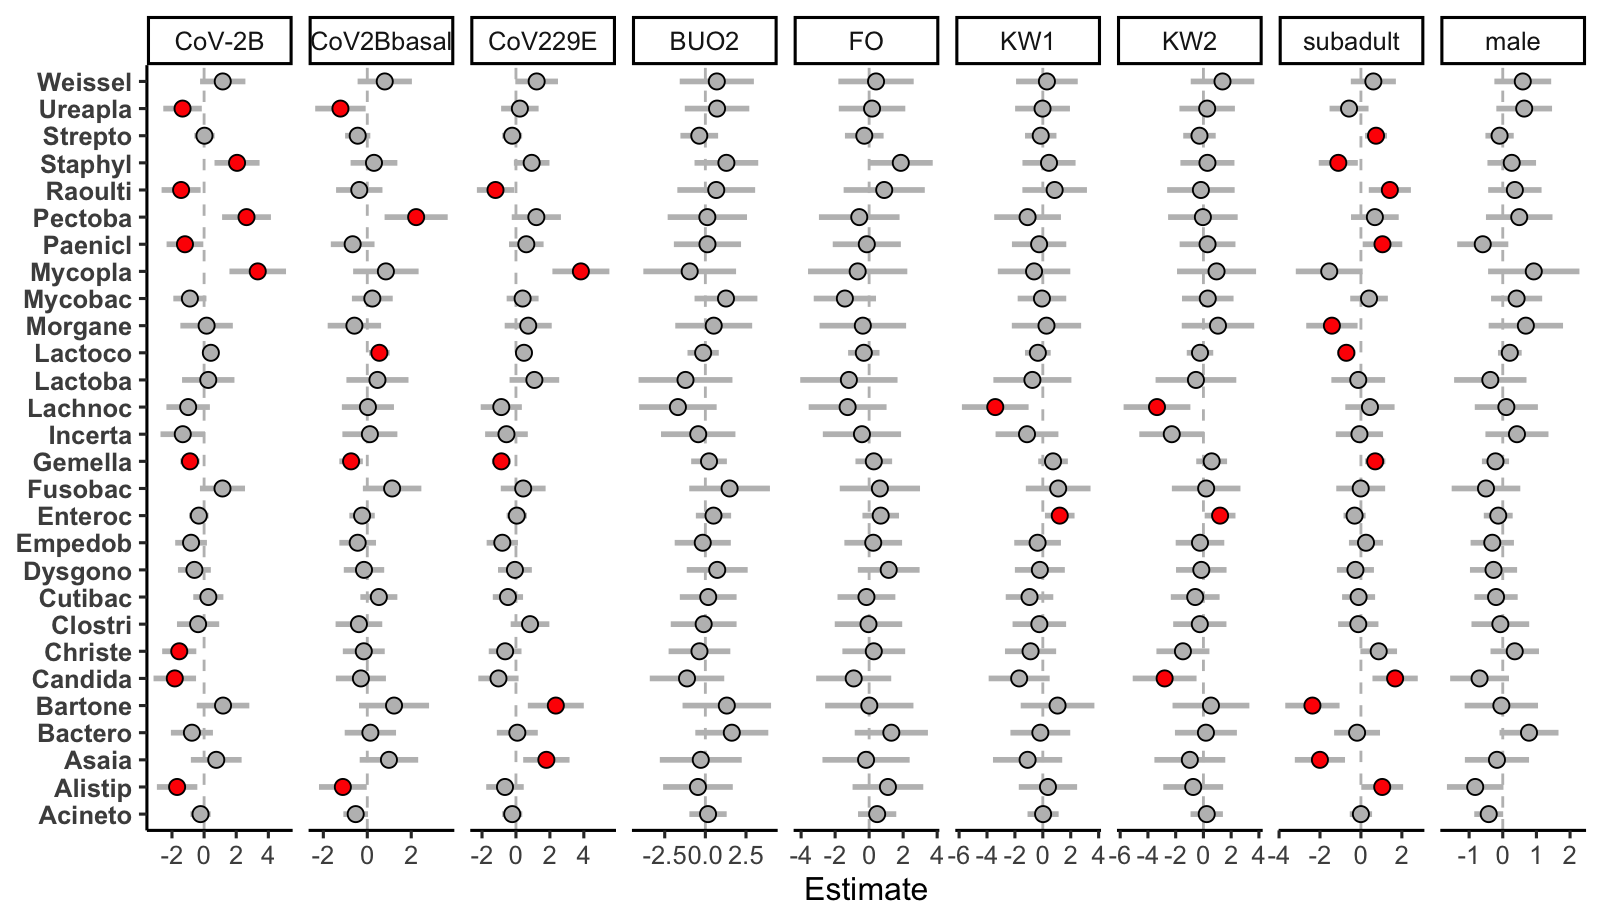 CoV-2B CoV2Bbasal CoV229E BUO2 FO KW1 KW2 subadult male
Weissel
Ureapla
Strepto
Staphyl
Raoulti
Pectoba
Paenicl
Mycopla
Mycobac
Morgane
Lactoco
Lactoba
Lachnoc
Incerta
Gemella
Fusobac
Enteroc
Empedob
Dysgono
Cutibac
Clostri
Christe
Candida
Bartone
Bactero
Asaia
Alistip
Acineto
-2 0 2 4 -2 0 2 -2 0 2 4 -2.5 0.0 2.5 -4 -2 0 2 4 -6 -4 -2 0 2 4 -6 -4 -2 0 2 4 -4 -2 0 2 -1 0 1 2
Estimate